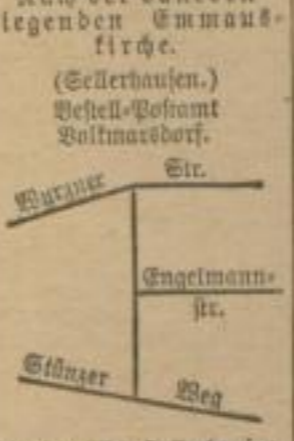 legenden Emmaus-
kirche.
(Sellerhausen.)
Bestell-Postamt
Volkmarsdorf.
Wurzner Str.
Engelmann-
str.
Stünzer Weg